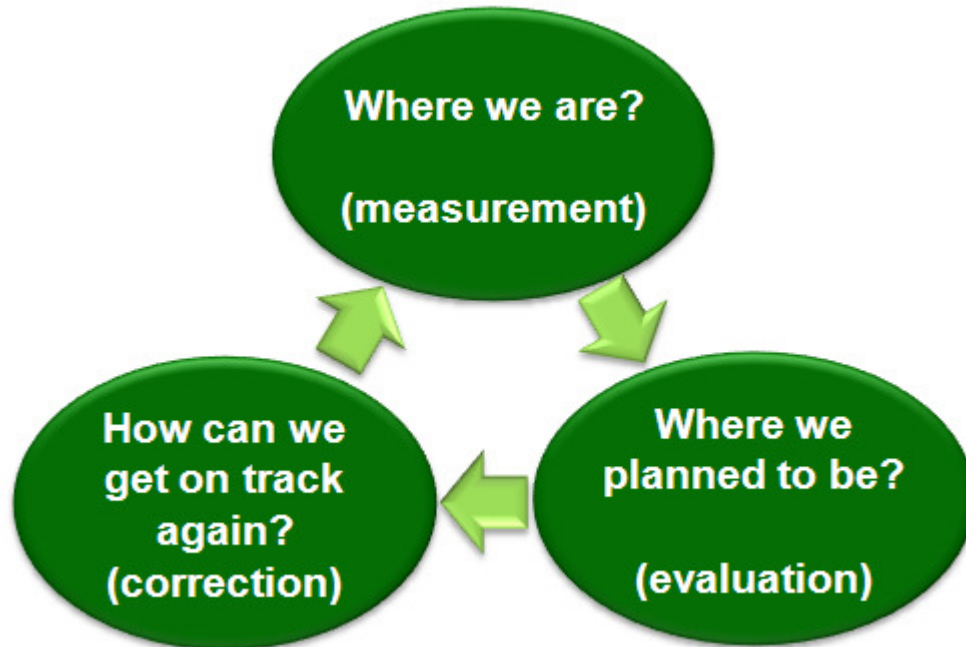 Where we are?
(measurement)
Where we
planned to be?
(evaluation)
How can we
get on track
again?
(correction)